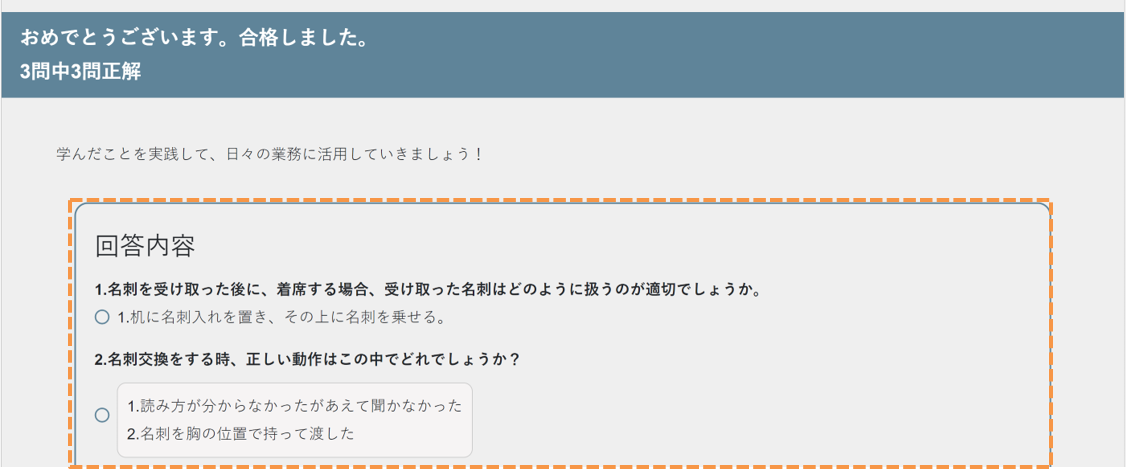 おめでとうございます。合格しました。
3問中3問正解
学んだことを実践して、日々の業務に活用していきましょう！
回答内容
1.名刺を受け取った後に、着席する場合、受け取った名刺はどのように扱うのが適切でしょうか。
1.机に名刺入れを置き、その上に名刺を乗せる。
2.名刺交換をする時、正しい動作はこの中でどれでしょうか？
1.読み方が分からなかったがあえて聞かなかった
2.名刺を胸の位置で持って渡した